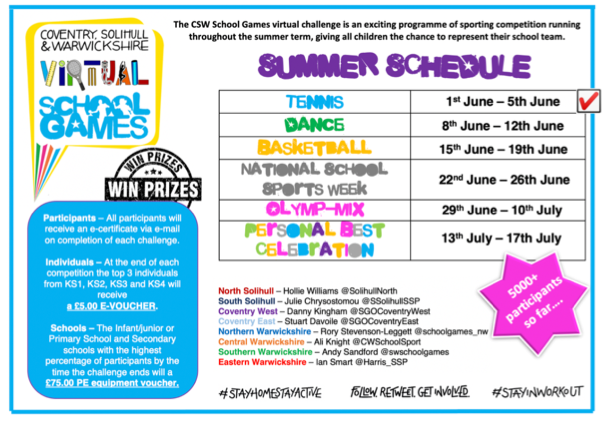 COVENTRY, SOLIHULL
& WARWICKSHIRE
VIRTUAL
SCHOOL
GAMES
The CSW School Games virtual challenge is an exciting programme of sporting competition running
throughout the summer term, giving all children the chance to represent their school team.
SUMMER SCHEDULE
TENNIS 1st June – 5th June
DANCE 8th June – 12th June
BASKETBALL 15th June – 19th June
NATIONAL SCHOOL
SPORTS WEEK 22nd June – 26th June
OLYMP-MIX 29th June – 10th July
PERSONAL BEST
CELEBRATION 13th July – 17th July
WIN PRIZES
WIN PRIZES
WIN PRIZES
Participants – All participants will
receive an e-certificate via e-mail
on completion of each challenge.
Individuals – At the end of each
competition the top 3 individuals
from KS1, KS2, KS3 and KS4 will
receive
a £5.00 E-VOUCHER.
Schools – The Infant/junior or
Primary School and Secondary
schools with the highest
percentage of participants by the
time the challenge ends will a
£75.00 PE equipment voucher.
North Solihull – Hollie Williams @SolihullNorth
South Solihull – Julie Chrysostomou @SSolihullSSP
Coventry West – Danny Kingham @SGOCoventryWest
Coventry East – Stuart Davoile @SGOCoventryEast
Northern Warwickshire – Rory Stevenson-Leggett @schoolgames_nw
Central Warwickshire – Ali Knight @CWSchoolSport
Southern Warwickshire – Andy Sandford @swschoolgames
Eastern Warwickshire – Ian Smart @Harris_SSP
5000+
participants
so far....
#STAYHOMESTAYACTIVE FOLLOW, RETWEET, GET INVOLVED #STAYINWORKOUT